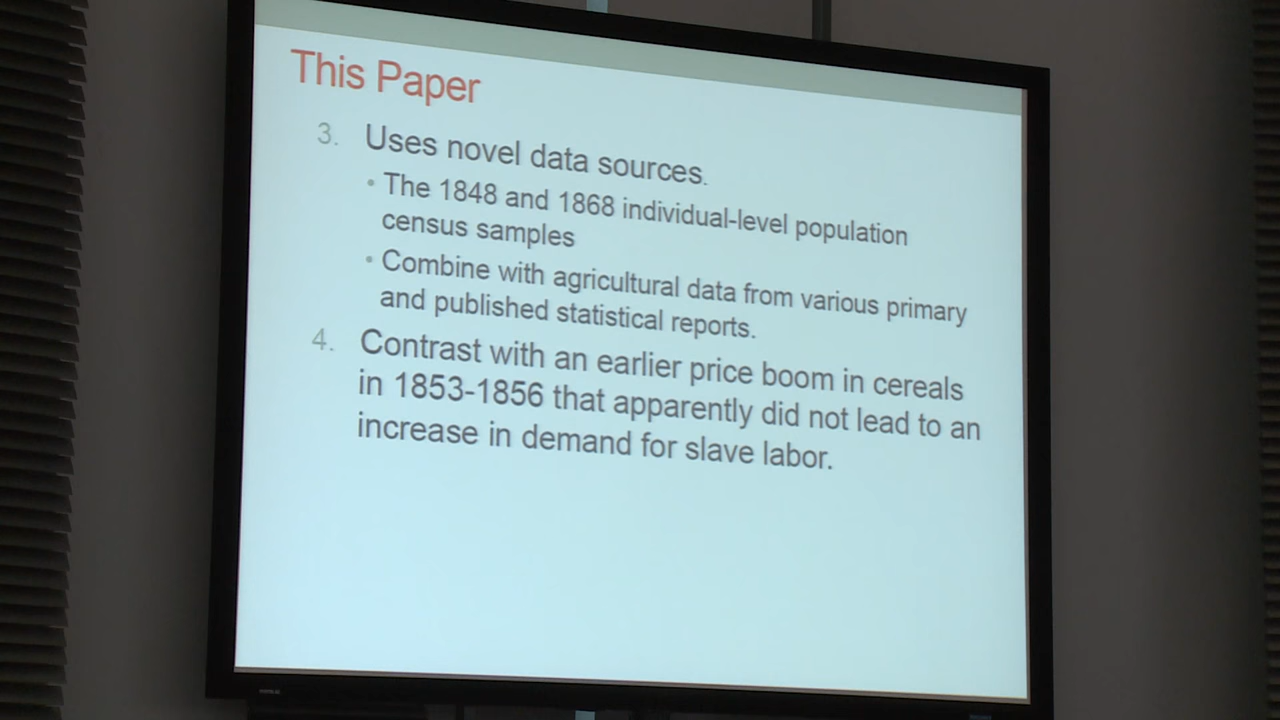 This Paper
3. Uses novel data sources.
• The 1848 and 1868 individual-level population
census samples
• Combine with agricultural data from various primary
and published statistical reports.
4. Contrast with an earlier price boom in cereals
in 1853-1856 that apparently did not lead to an
increase in demand for slave labor.